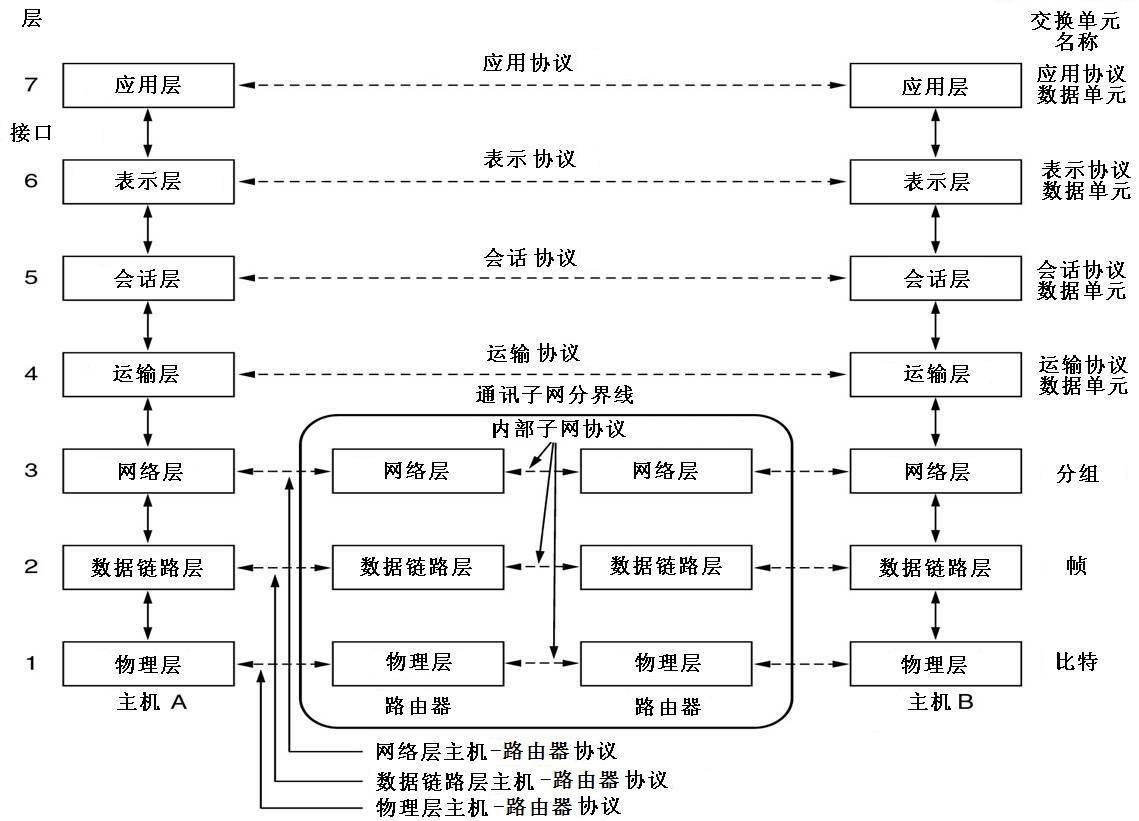 层
交换单元
名称
应用协议
7
应用层
应用层
应用协议
数据单元
接口
表示协议
6
表示层
表示层
表示协议
数据单元
会话协议
5
会话层
会话层
会话协议
数据单元
运输协议
4
运输层
运输层
运输协议
数据单元
通讯子网分界线
内部子网协议
3
网络层
网络层
网络层
网络层
分组
2
数据链路层
数据链路层
数据链路层
数据链路层
帧
1
物理层
物理层
物理层
物理层
比特
主机 A
路由器
路由器
主机 B
网络层主机-路由器协议
数据链路层主机-路由器协议
物理层主机-路由器协议